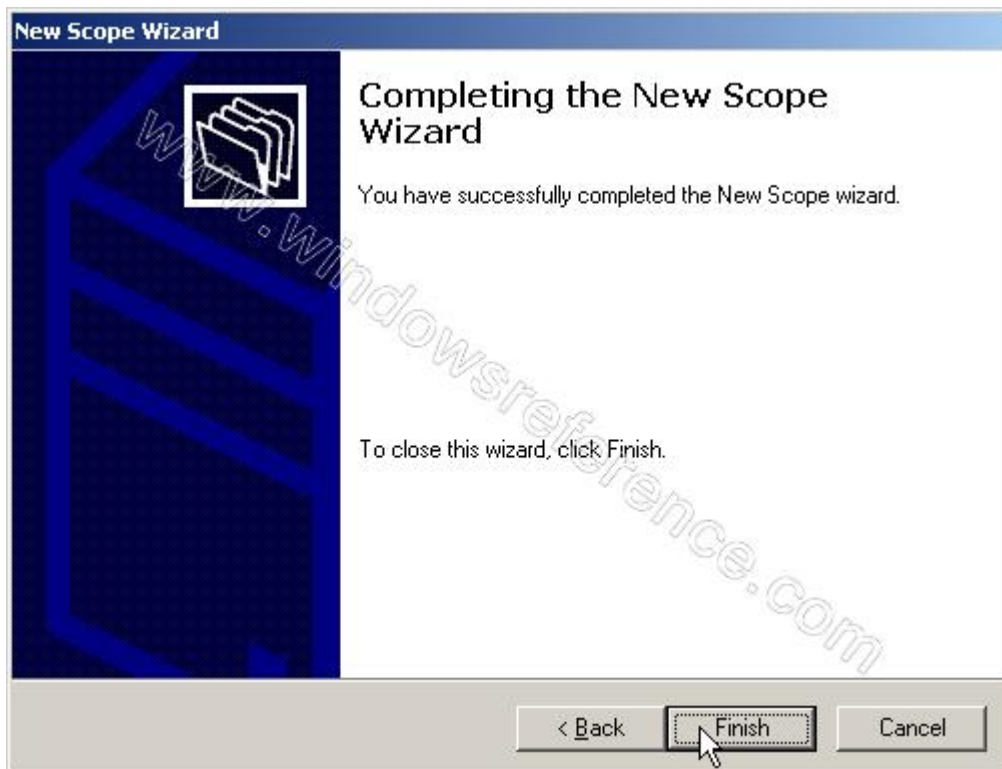 New Scope Wizard
Completing the New Scope
Wizard
You have successfully completed the New Scope wizard.
www.windowsreference.com
To close this wizard, click Finish.
< Back
Finish
Cancel